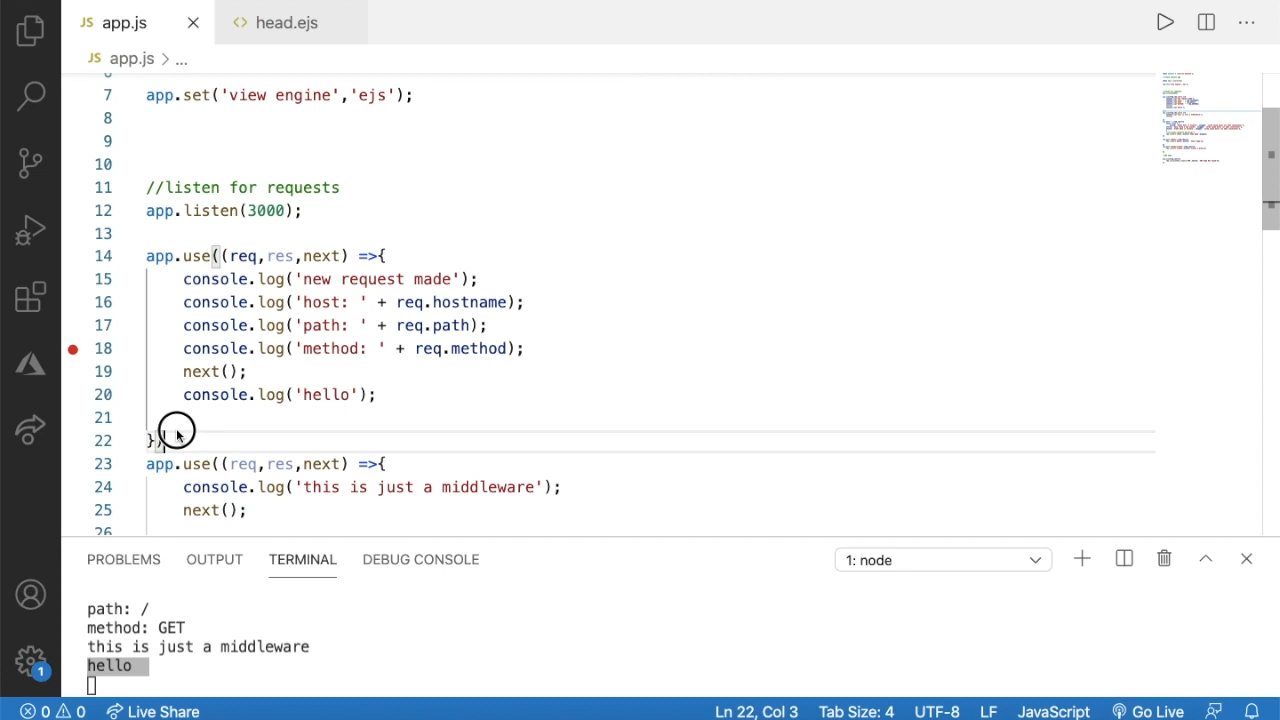 JS app.js
<> head.ejs
JS app.js > ...
6
7 app.set('view engine','ejs');
8
9
10
11 //listen for requests
12 app.listen(3000);
13
14 app.use((req,res,next) =>{
15 console.log('new request made');
16 console.log('host: ' + req.hostname);
17 console.log('path: ' + req.path);
18 console.log('method: ' + req.method);
19 next();
20 console.log('hello');
21
22 })
23 app.use((req,res,next) =>{
24 console.log('this is just a middleware');
25 next();
26
PROBLEMS OUTPUT TERMINAL DEBUG CONSOLE 1: node
path: /
method: GET
this is just a middleware
hello
1
0 0 Live Share Ln 22, Col 3 Tab Size: 4 UTF-8 LF JavaScript Go Live